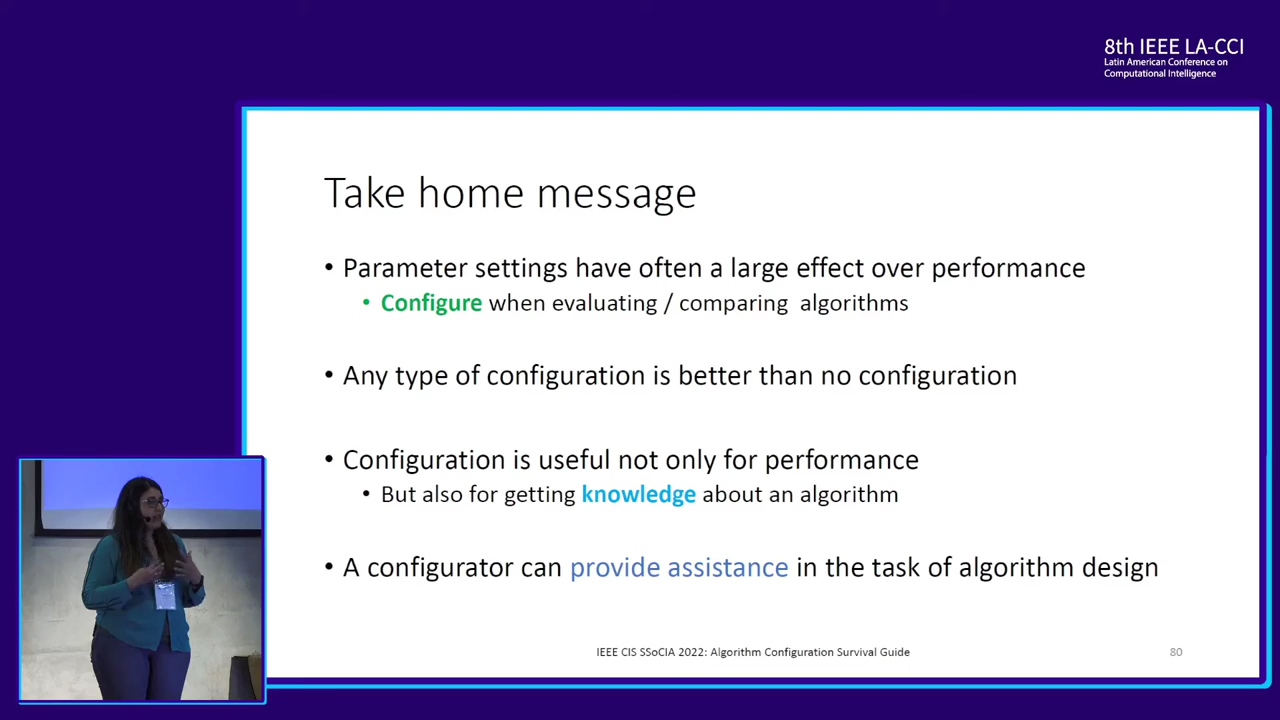 8th IEEE LA-CCI
Latin American Conference on
Computational Intelligence
Take home message
• Parameter settings have often a large effect over performance
• Configure when evaluating / comparing algorithms
• Any type of configuration is better than no configuration
• Configuration is useful not only for performance
• But also for getting knowledge about an algorithm
• A configurator can provide assistance in the task of algorithm design
IEEE CIS SSoCIA 2022: Algorithm Configuration Survival Guide
80